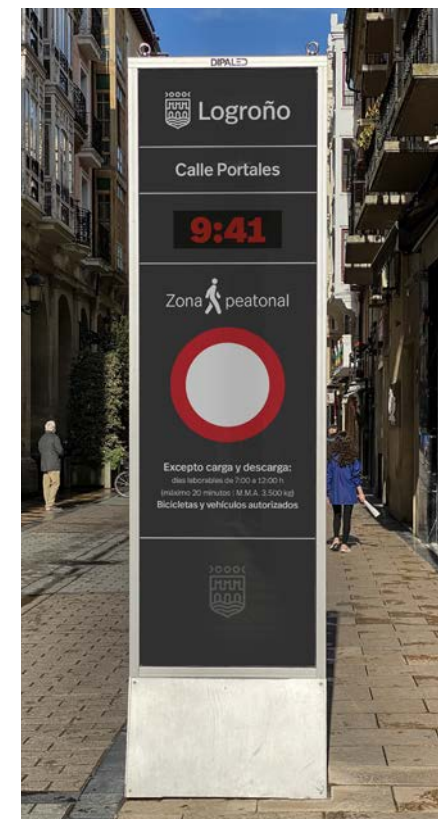 DIPALED
Logroño
Calle Portales
9:41
Zona peatonal
Excepto carga y descarga:
días laborables de 7:00 a 12:00 h
(máximo 20 minutos | M.M.A. 3.500 kg)
Bicicletas y vehículos autorizados